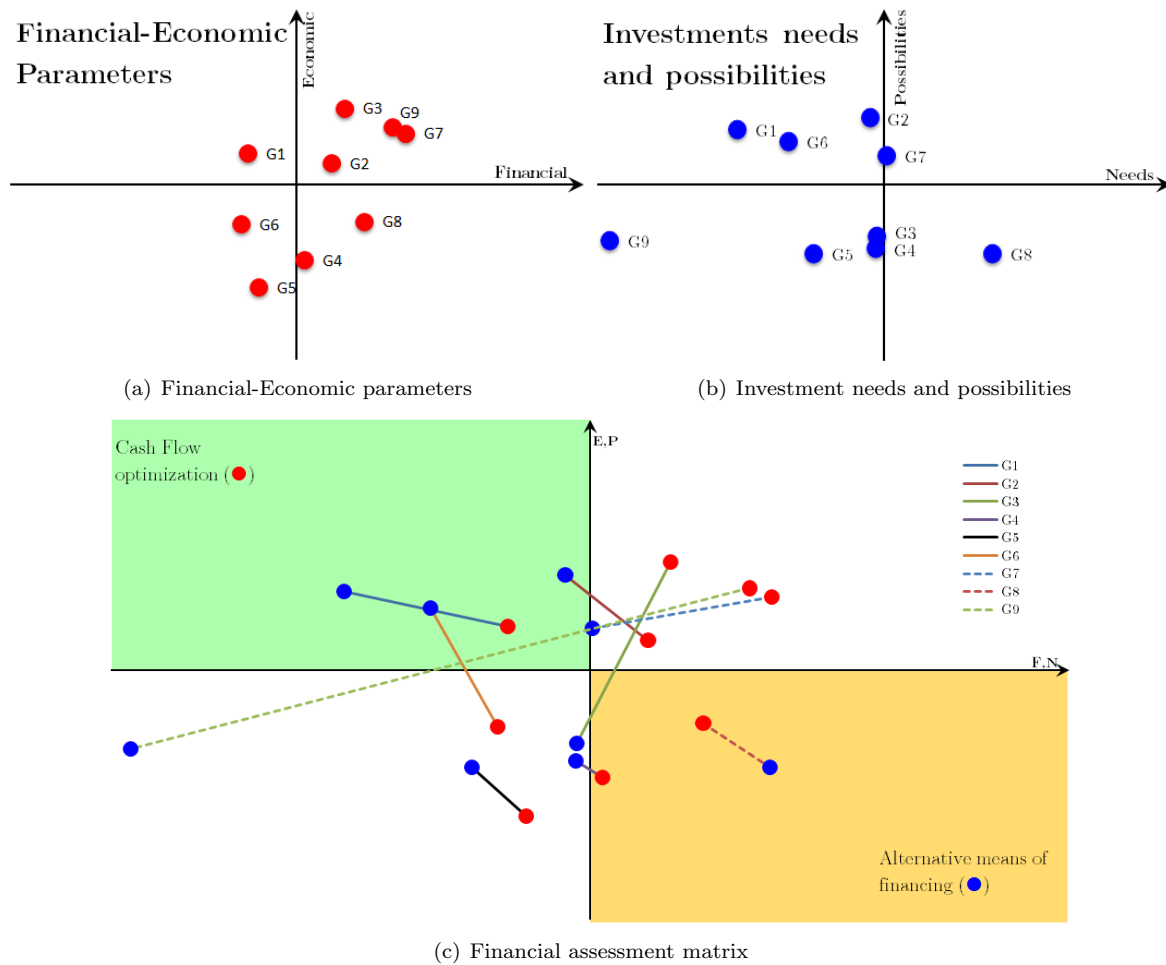 Financial-Economic
Parameters
Economic
Financial
G3
G9
G7
G1
G2
G6
G8
G4
G5
Investments needs
and possibilities
Possibilities
Needs
G2
G1
G6
G7
G3
G9
G4
G5
G8
(a) Financial-Economic parameters
(b) Investment needs and possibilities
Cash Flow
optimization ( )
E,P
G1
G2
G3
G4
G5
G6
G7
G8
G9
F,N
Alternative means of
financing ( )
(c) Financial assessment matrix